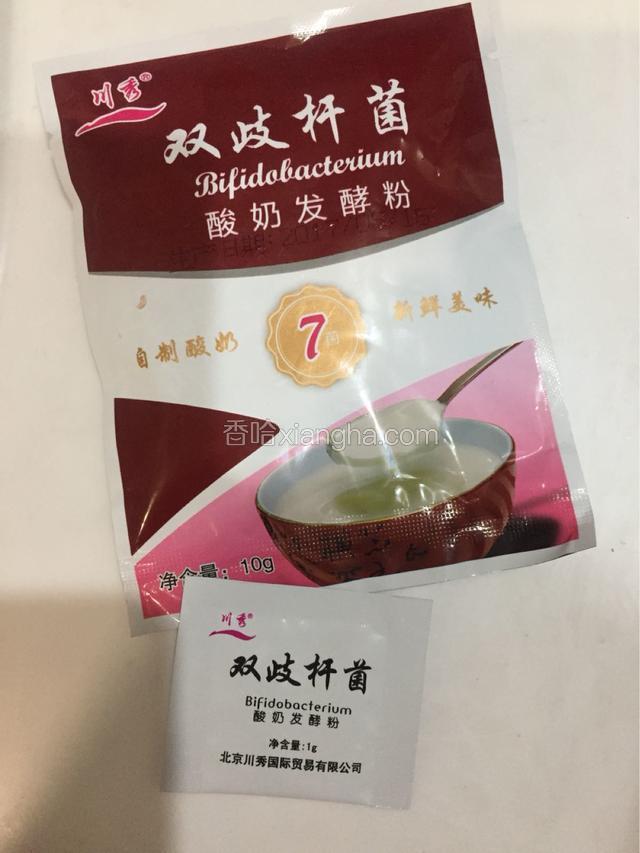 川秀®
双歧杆菌
Bifidobacterium
酸奶发酵粉
自制酸奶
7菌
新鲜美味
香哈xiangha.com
净含量: 10g
川秀®
双歧杆菌
Bifidobacterium
酸奶发酵粉
净含量:1g
北京川秀国际贸易有限公司